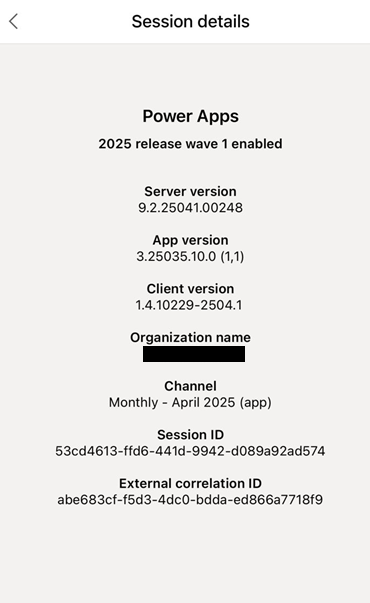 Session details
Power Apps
2025 release wave 1 enabled
Server version
9.2.25041.00248
App version
3.25035.10.0 (1,1)
Client version
1.4.10229-2504.1
Organization name
Channel
Monthly - April 2025 (app)
Session ID
53cd4613-ffd6-441d-9942-d089a92ad574
External correlation ID
abe683cf-f5d3-4dc0-bdda-ed866a7718f9